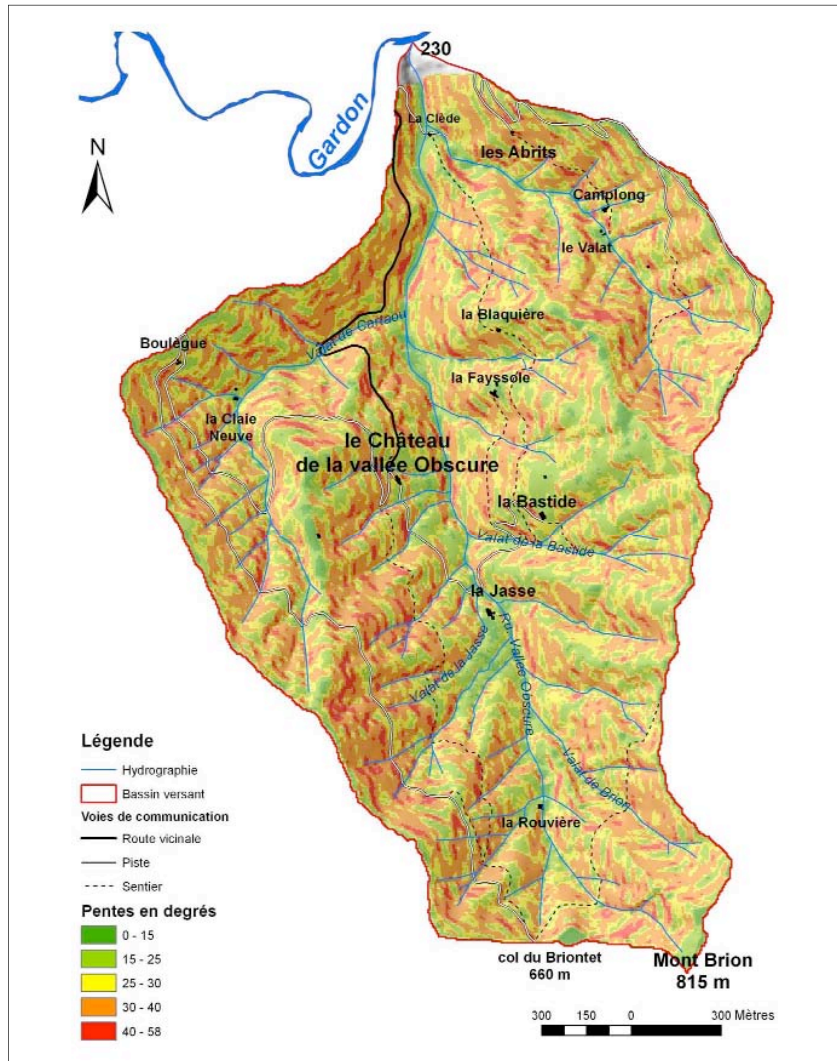 230
Gardon
N
La Clède
les Abrits
Camplong
le Valat
la Blaquière
Valat de Cartaou
Boulègue
la Fayssole
la Claie
Neuve
le Château
de la vallée Obscure
la Bastide
Valat de la Bastide
la Jasse
Valat de la Jasse
Ru. Vallée Obscure
Valat de Brion
la Rouvière
col du Briontet
660 m
Mont Brion
815 m
Légende
Hydrographie
Bassin versant
Voies de communication
Route vicinale
Piste
Sentier
Pentes en degrés
0 - 15
15 - 25
25 - 30
30 - 40
40 - 58
300 150 0 300 Mètres